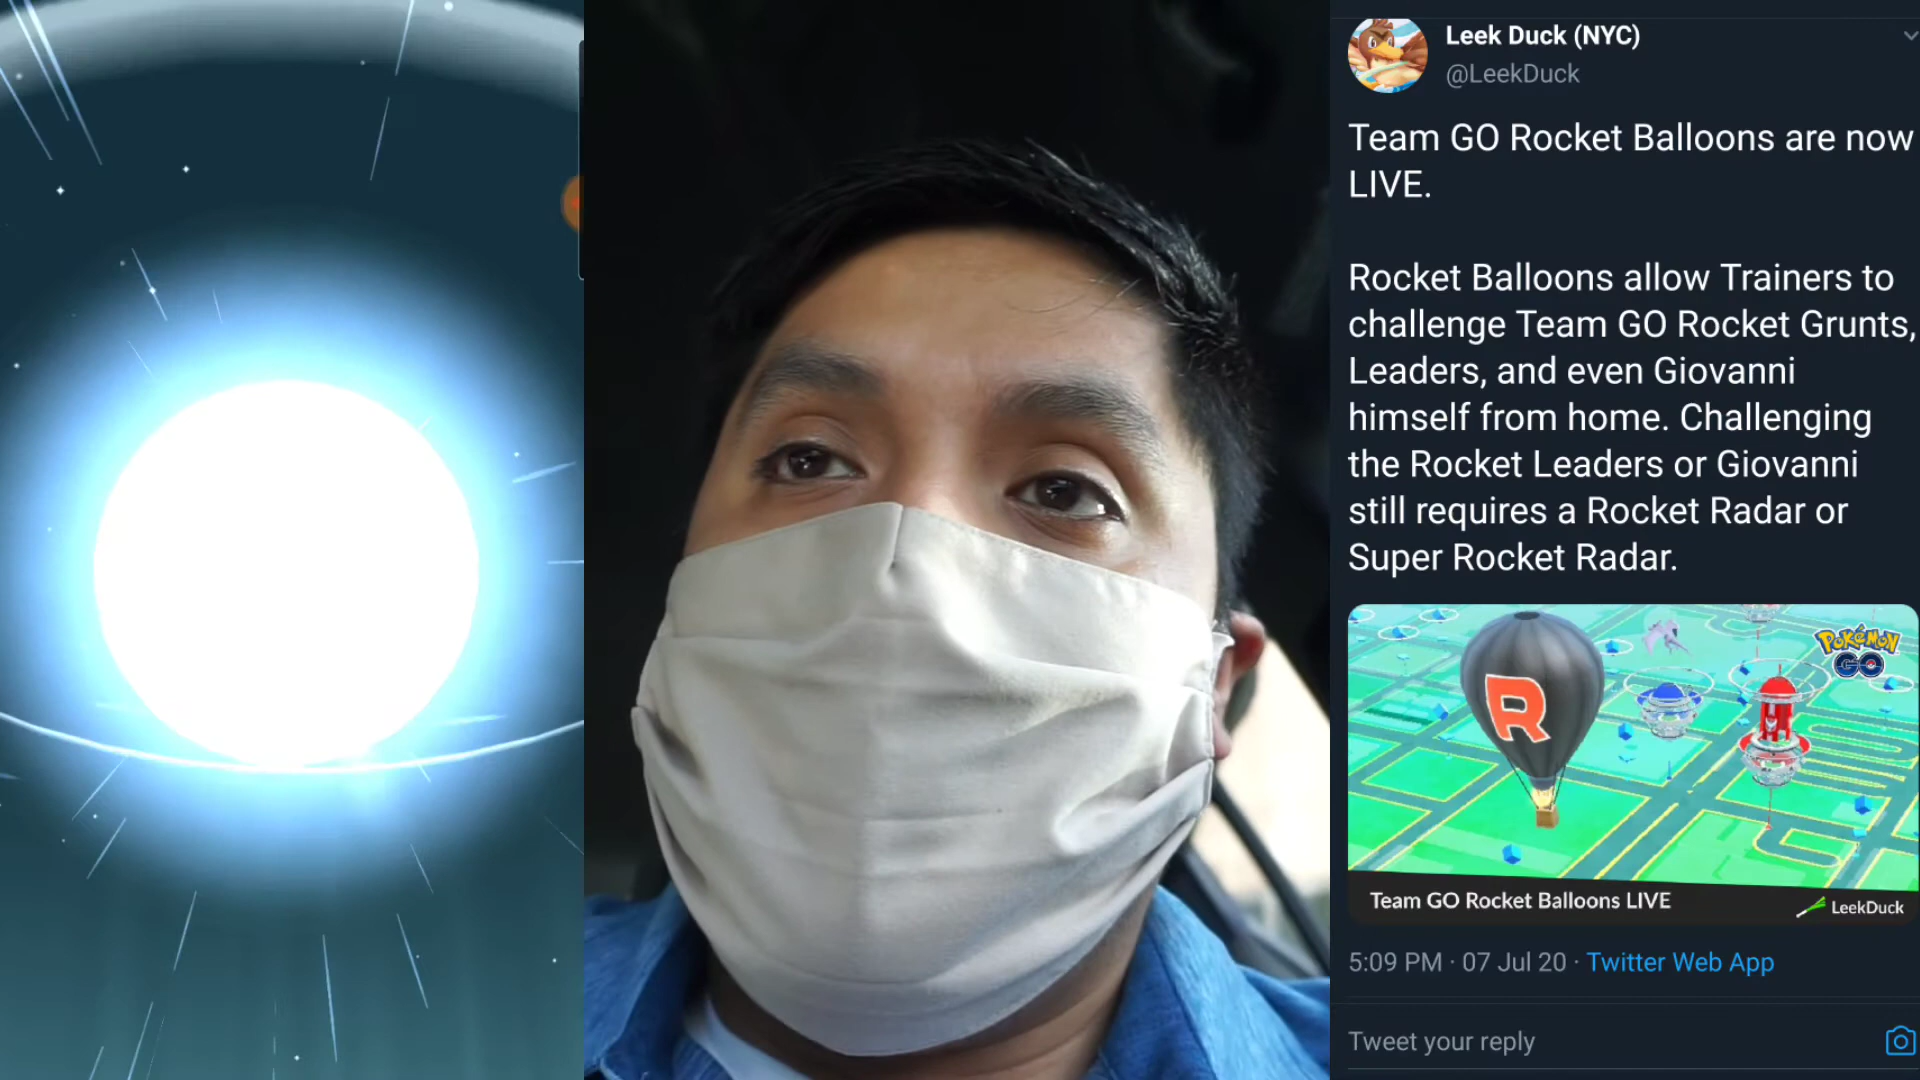 Leek Duck (NYC)
@LeekDuck
Team GO Rocket Balloons are now
LIVE.
Rocket Balloons allow Trainers to
challenge Team GO Rocket Grunts,
Leaders, and even Giovanni
himself from home. Challenging
the Rocket Leaders or Giovanni
still requires a Rocket Radar or
Super Rocket Radar.
POKÉMON
GO
R
Team GO Rocket Balloons LIVE
LeekDuck
5:09 PM · 07 Jul 20 · Twitter Web App
Tweet your reply